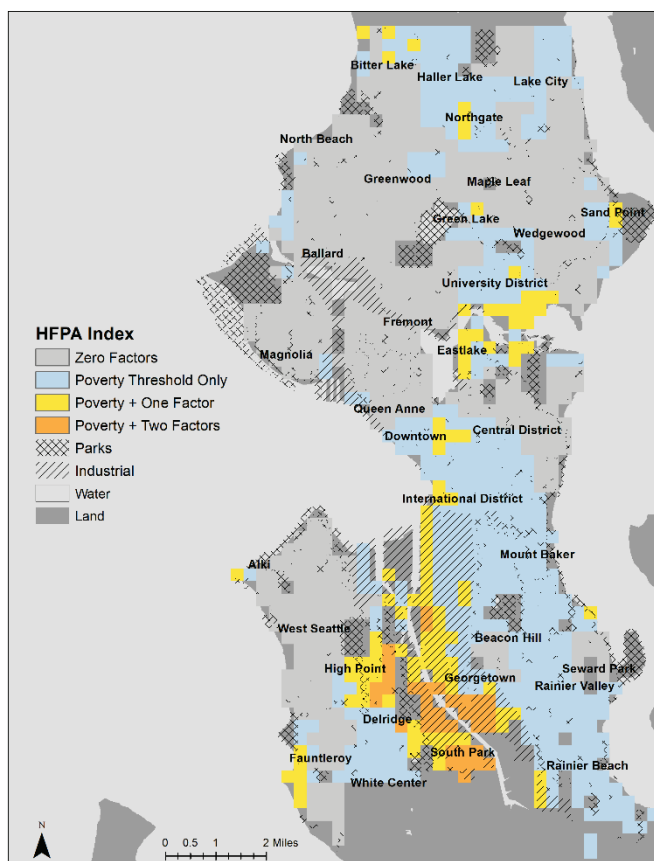 Bitter Lake
Haller Lake
Lake City
Northgate
North Beach
Greenwood
Maple Leaf
Green Lake
Sand Point
Wedgewood
Ballard
University District
Fremont
HFPA Index
Zero Factors
Poverty Threshold Only
Poverty + One Factor
Poverty + Two Factors
Parks
Industrial
Water
Land
Magnolia
Eastlake
Queen Anne
Downtown
Central District
International District
Mount Baker
Alki
West Seattle
Beacon Hill
High Point
Seward Park
Georgetown
Rainier Valley
Delridge
South Park
Fauntleroy
Rainier Beach
White Center
N
0 0.5 1 2 Miles